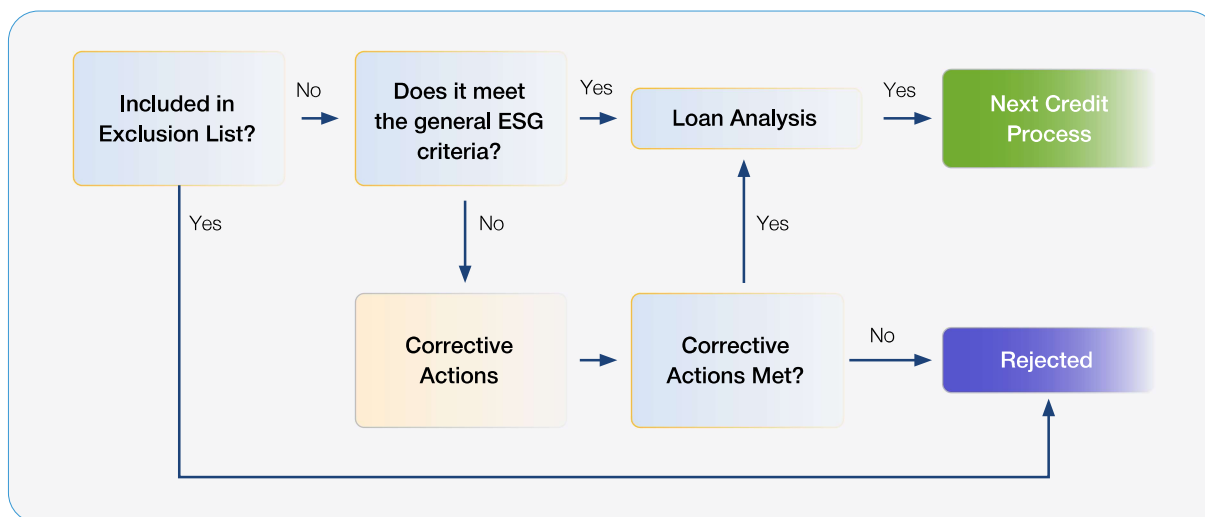 Included in
Exclusion List?
No
Does it meet
the general ESG
criteria?
Yes
Loan Analysis
Yes
Next Credit
Process
Yes
No
Yes
Corrective
Actions
Corrective
Actions Met?
No
Rejected